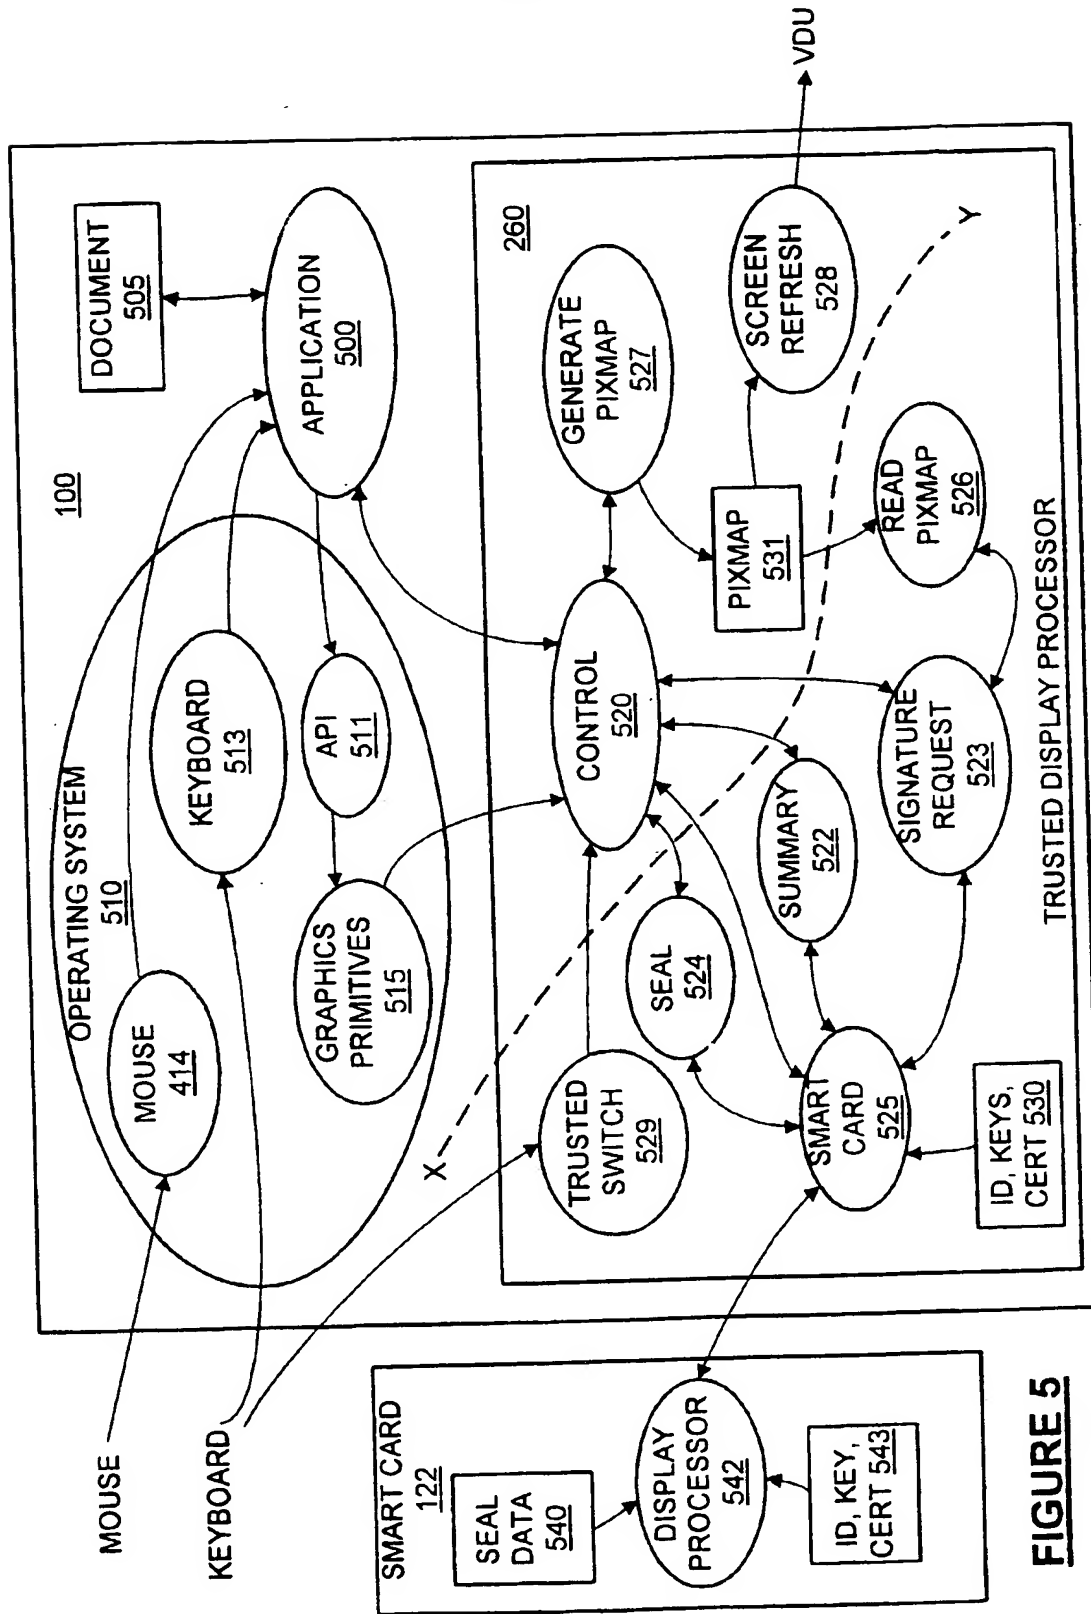 MOUSE
KEYBOARD
100
OPERATING SYSTEM
510
MOUSE
414
KEYBOARD
513
API
511
GRAPHICS
PRIMITIVES
515
DOCUMENT
505
APPLICATION
500
X
260
TRUSTED
SWITCH
529
CONTROL
520
GENERATE
PIXMAP
527
SEAL
524
PIXMAP
531
SCREEN
REFRESH
528
VDU
SUMMARY
522
SMART
CARD
525
SIGNATURE
REQUEST
523
READ
PIXMAP
526
Y
ID, KEYS,
CERT 530
TRUSTED DISPLAY PROCESSOR
SMART CARD
122
SEAL
DATA
540
DISPLAY
PROCESSOR
542
ID, KEY,
CERT 543
FIGURE 5